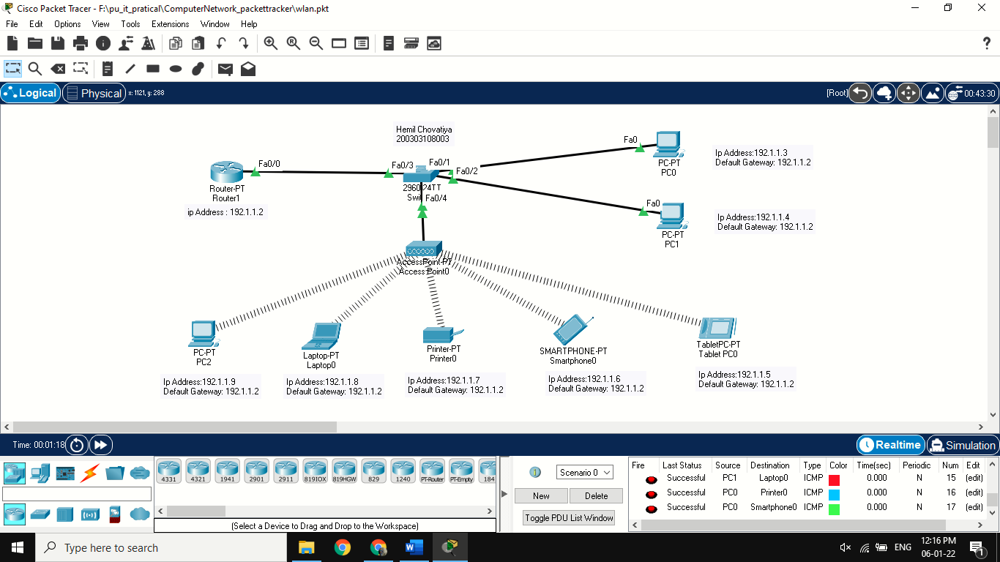 Cisco Packet Tracer - F:\pu_it_pratical\ComputerNetwork_packettracker\wlan.pkt
File Edit Options View Tools Extensions Window Help
Logical Physical x: 1121, y: 288 [Root] 00:43:30
Hemil Chovatiya
200303108003
Fa0/0
Fa0/3
Fa0/1
Fa0/2
Fa0/4
Fa0
PC-PT
PC0
Ip Address:192.1.1.3
Default Gateway: 192.1.1.2
Router-PT
Router1
ip Address : 192.1.1.2
2960 24TT
Swi
Fa0
PC-PT
PC1
Ip Address:192.1.1.4
Default Gateway: 192.1.1.2
AccessPoint-PT
Access Point0
PC-PT
PC2
Ip Address:192.1.1.9
Default Gateway: 192.1.1.2
Laptop-PT
Laptop0
Ip Address:192.1.1.8
Default Gateway: 192.1.1.2
Printer-PT
Printer0
Ip Address:192.1.1.7
Default Gateway: 192.1.1.2
SMARTPHONE-PT
Smartphone0
Ip Address:192.1.1.6
Default Gateway: 192.1.1.2
TabletPC-PT
Tablet PC0
Ip Address:192.1.1.5
Default Gateway: 192.1.1.2
Time: 00:01:18 Realtime Simulation
4331 4321 1941 2901 2911 819IOX 819HGW 829 1240 PT-Router PT-Empty 184
(Select a Device to Drag and Drop to the Workspace)
Scenario 0
New Delete
Toggle PDU List Window
Fire Last Status Source Destination Type Color Time(sec) Periodic Num Edit
Successful PC1 Laptop0 ICMP 0.000 N 15 (edit)
Successful PC0 Printer0 ICMP 0.000 N 16 (edit)
Successful PC0 Smartphone0 ICMP 0.000 N 17 (edit)
Type here to search
ENG
12:16 PM
06-01-22
1